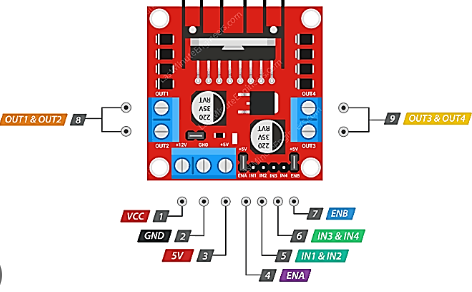 OUT1
OUT4
220
35V
RVT
220
35V
RVT
OUT1 & OUT2
8
9
OUT3 & OUT4
OUT2
+12V
GND
+5V
OUT3
+5V
+5V
ENA
IN1
IN2
IN3
IN4
ENB
VCC
1
7
ENB
GND
2
6
IN3 & IN4
5V
3
5
IN1 & IN2
4
ENA